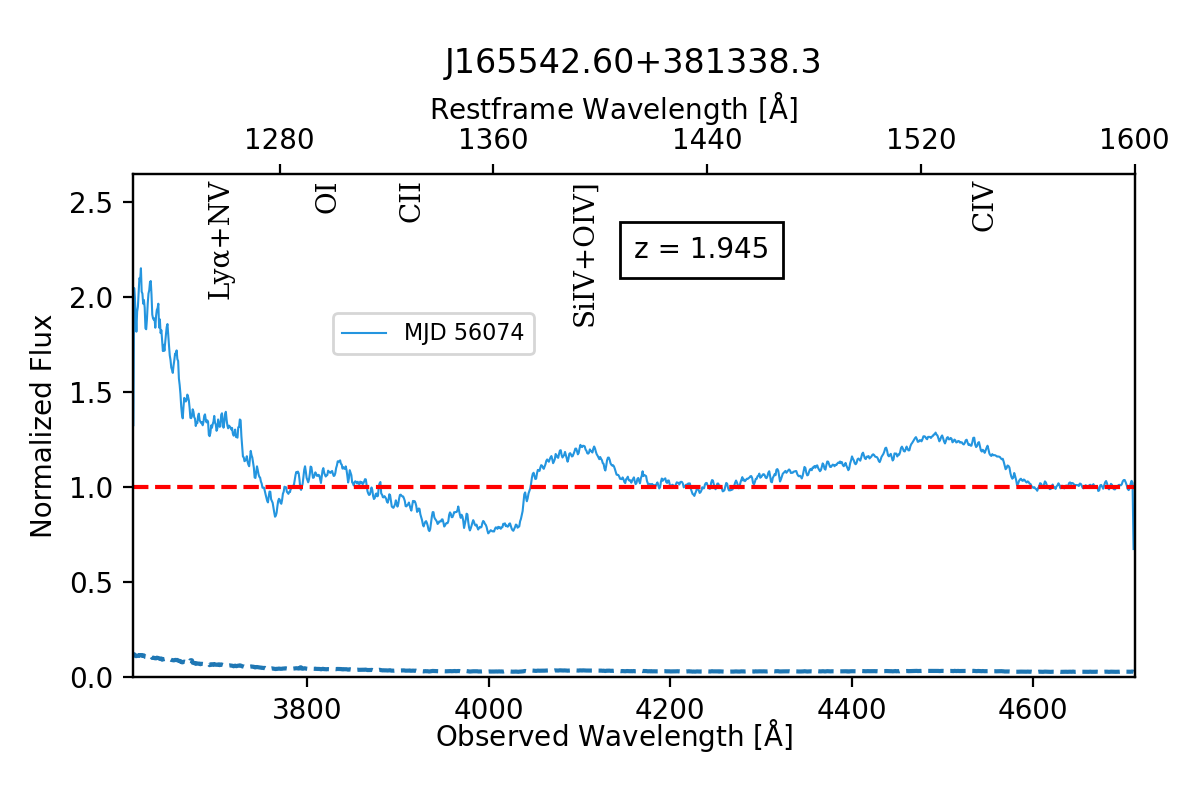 J165542.60+381338.3
Restframe Wavelength [Å]
1280 1360 1440 1520 1600
Lyα+NV
OI
CII
SiIV+OIV]
CIV
z = 1.945
MJD 56074
Normalized Flux
2.5
2.0
1.5
1.0
0.5
0.0
3800 4000 4200 4400 4600
Observed Wavelength [Å]